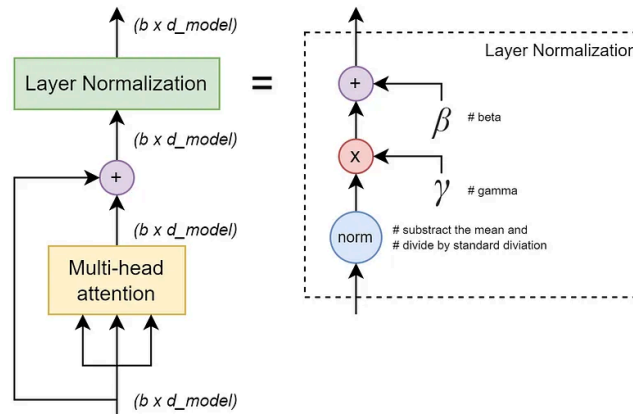 (b x d_model)
Layer Normalization
(b x d_model)
+
(b x d_model)
Multi-head
attention
(b x d_model)
=
Layer Normalization
+
β # beta
x
γ # gamma
norm
# substract the mean and
# divide by standard diviation